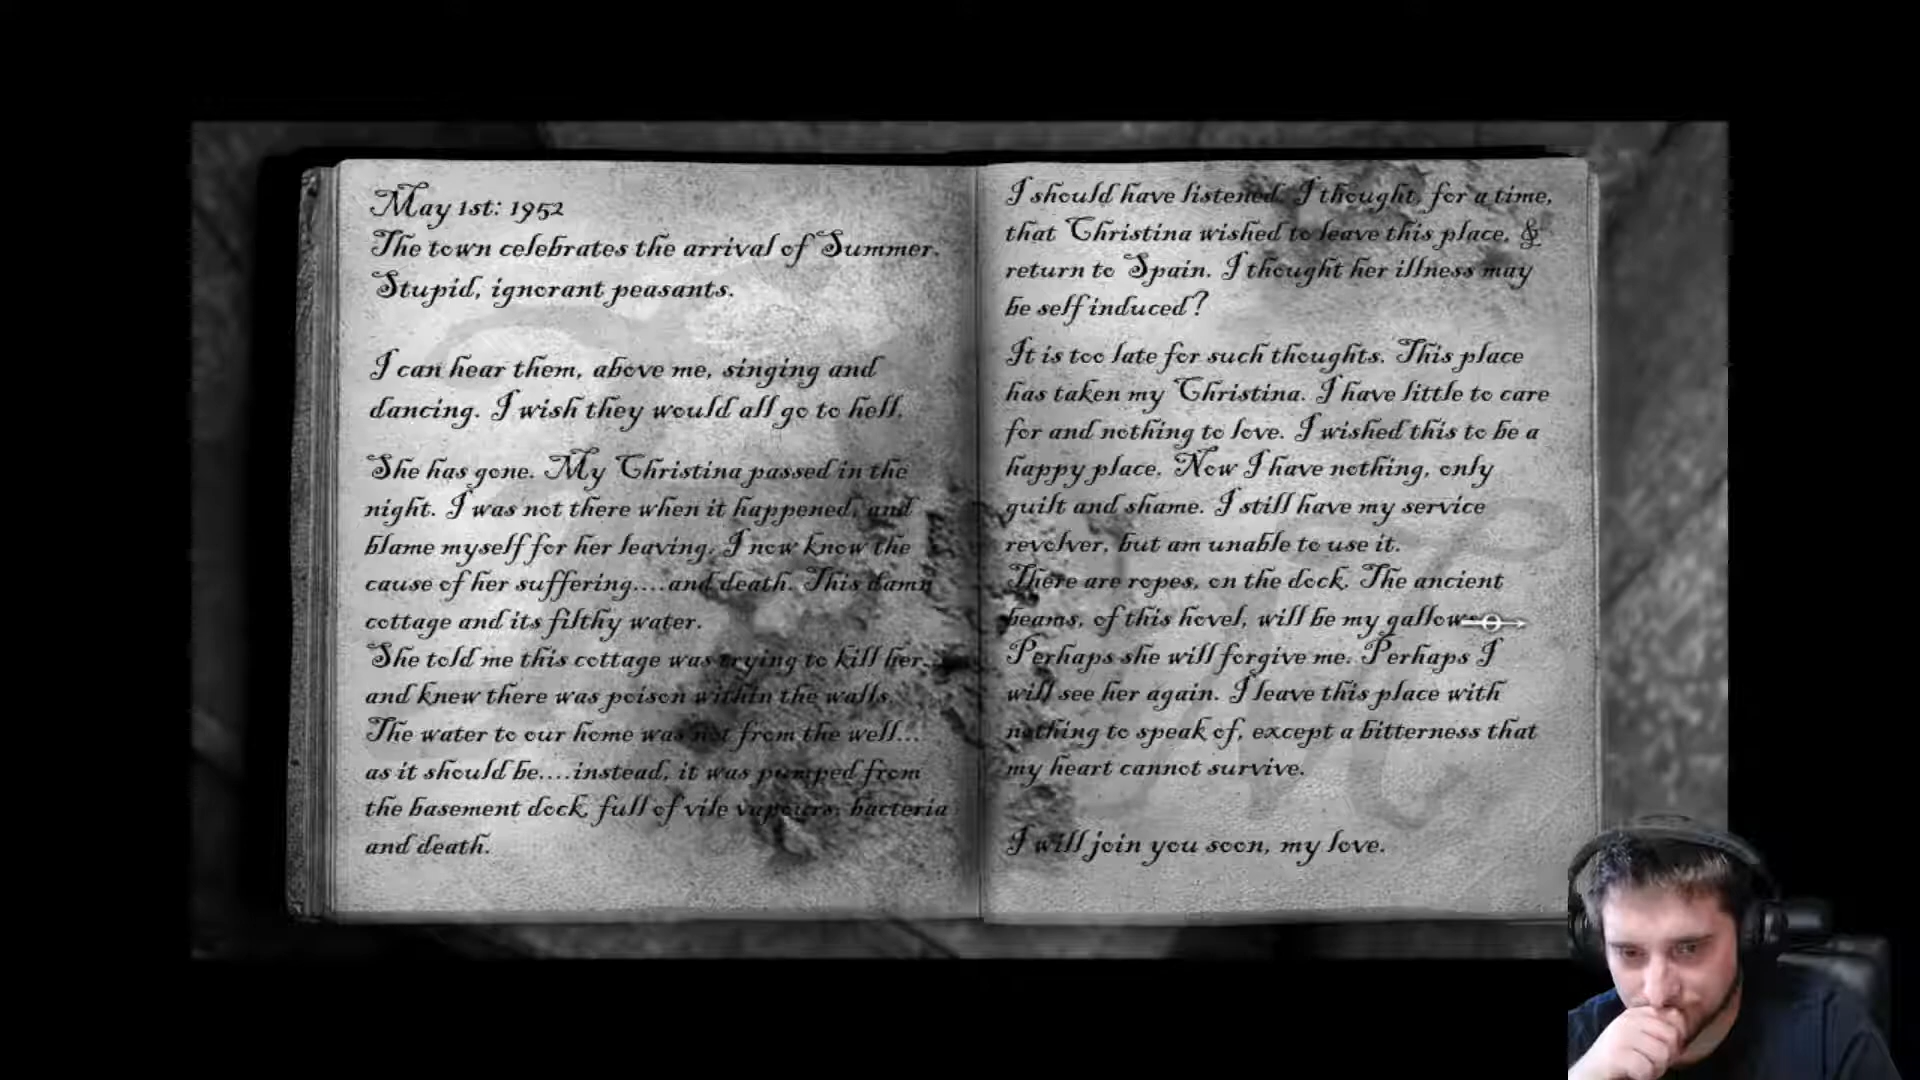 May 1st: 1952
The town celebrates the arrival of Summer.
Stupid, ignorant peasants.
I can hear them, above me, singing and
dancing. I wish they would all go to hell.
She has gone. My Christina passed in the
night. I was not there when it happened, and
blame myself for her leaving. I now know the
cause of her suffering....and death. This damn
cottage and its filthy water.
She told me this cottage was trying to kill her,
and knew there was poison within the walls.
The water to our home was not from the well...
as it should be....instead, it was pumped from
the basement dock, full of vile vapours, bacteria
and death.
I should have listened. I thought, for a time,
that Christina wished to leave this place, &
return to Spain. I thought her illness may
be self induced?
It is too late for such thoughts. This place
has taken my Christina. I have little to care
for and nothing to love. I wished this to be a
happy place. Now I have nothing, only
guilt and shame. I still have my service
revolver, but am unable to use it.
There are ropes, on the dock. The ancient
beams, of this hovel, will be my gallows.
Perhaps she will forgive me. Perhaps I
will see her again. I leave this place with
nothing to speak of, except a bitterness that
my heart cannot survive.
I will join you soon, my love.